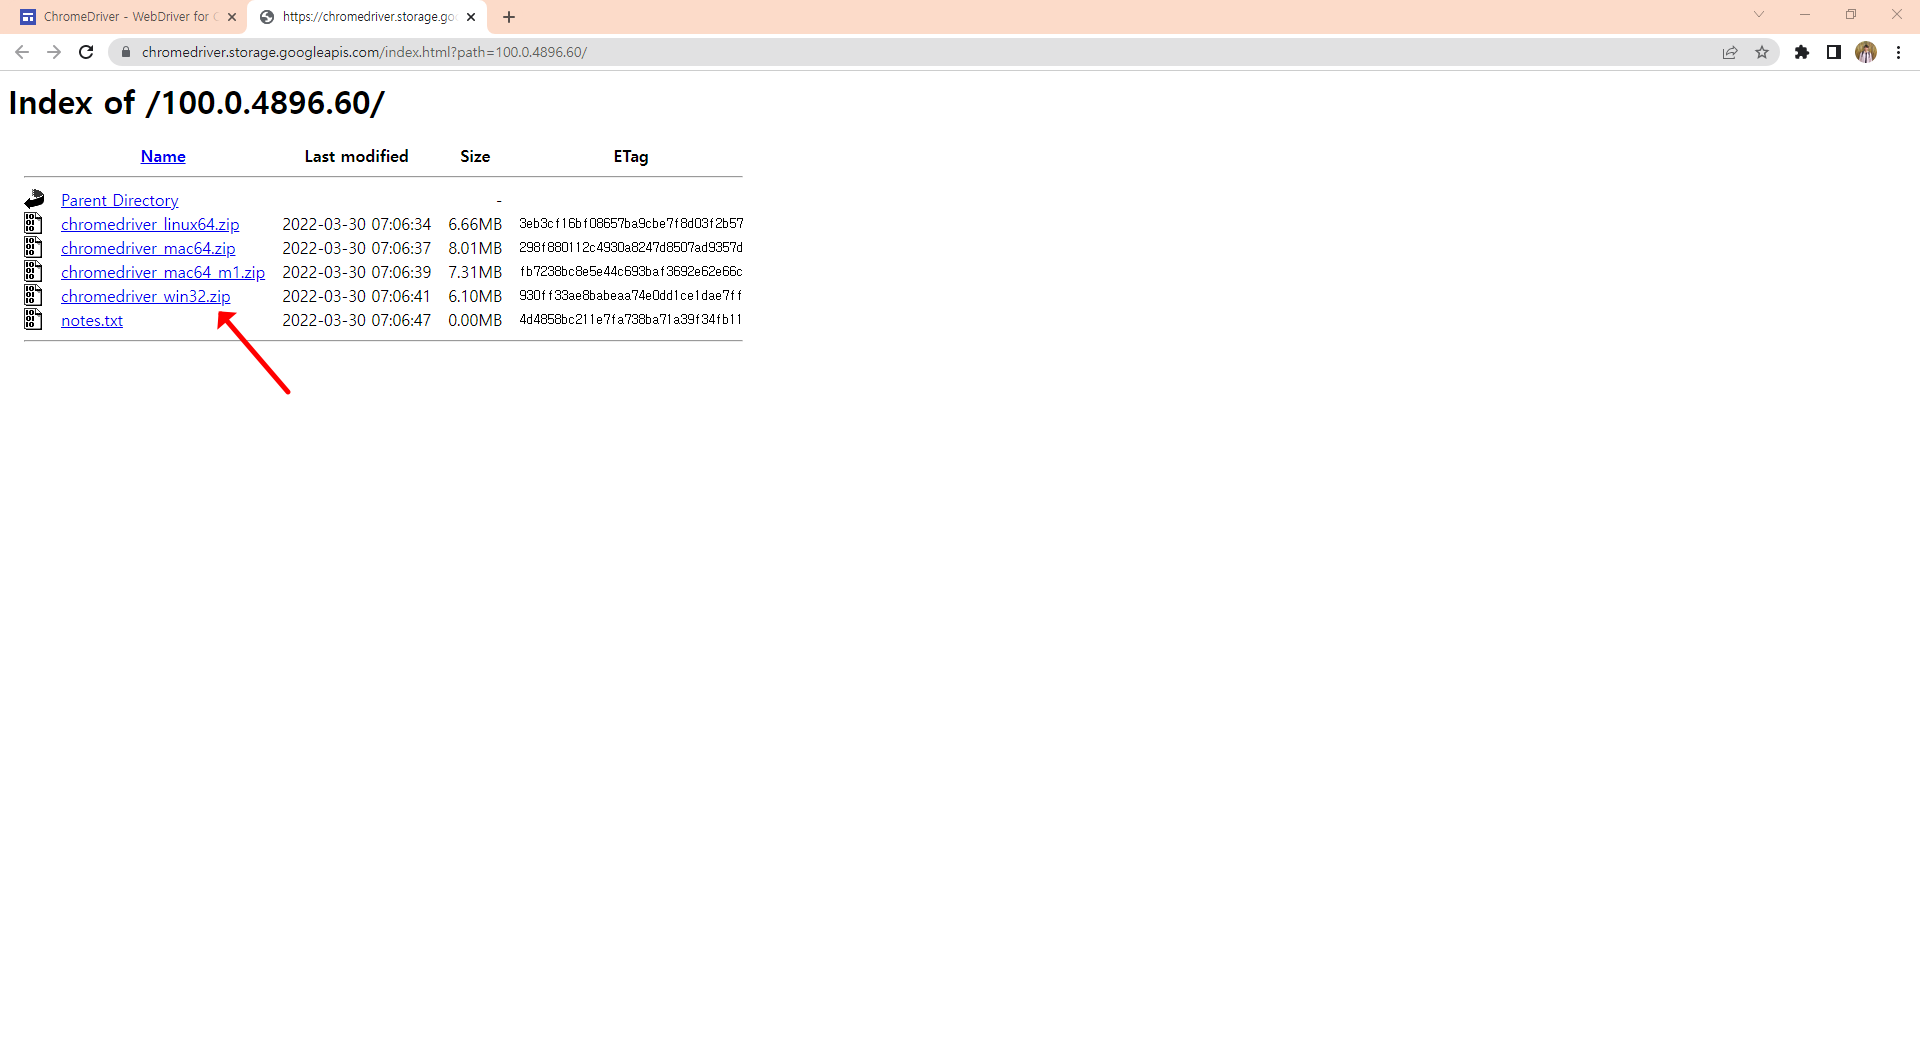 ChromeDriver - WebDriver for C
https://chromedriver.storage.goo
chromedriver.storage.googleapis.com/index.html?path=100.0.4896.60/
Index of /100.0.4896.60/
Name Last modified Size ETag
Parent Directory -
chromedriver_linux64.zip 2022-03-30 07:06:34 6.66MB 3eb3cf16bf08657ba9cbe7f8d03f2b57
chromedriver_mac64.zip 2022-03-30 07:06:37 8.01MB 298f880112c4930a8247d8507ad9357d
chromedriver_mac64_m1.zip 2022-03-30 07:06:39 7.31MB fb7238bc8e5e44c693baf3692e62e66c
chromedriver_win32.zip 2022-03-30 07:06:41 6.10MB 930ff33ae8babeaa74e0dd1ce1dae7ff
notes.txt 2022-03-30 07:06:47 0.00MB 4d4858bc211e7fa738ba71a39f34fb11